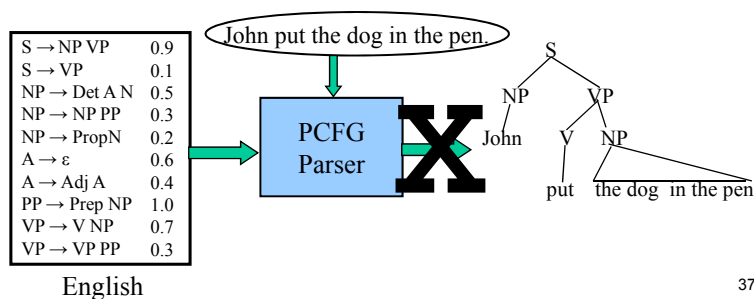 John put the dog in the pen.
S → NP VP 0.9
S → VP 0.1
NP → Det A N 0.5
NP → NP PP 0.3
NP → PropN 0.2
A → ε 0.6
A → Adj A 0.4
PP → Prep NP 1.0
VP → V NP 0.7
VP → VP PP 0.3
English
PCFG
Parser
X
S
NP VP
John V NP
put the dog in the pen
37